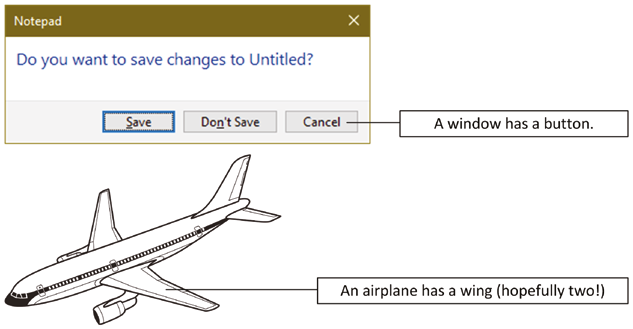 Notepad
Do you want to save changes to Untitled?
Save
Don't Save
Cancel
A window has a button.
An airplane has a wing (hopefully two!)